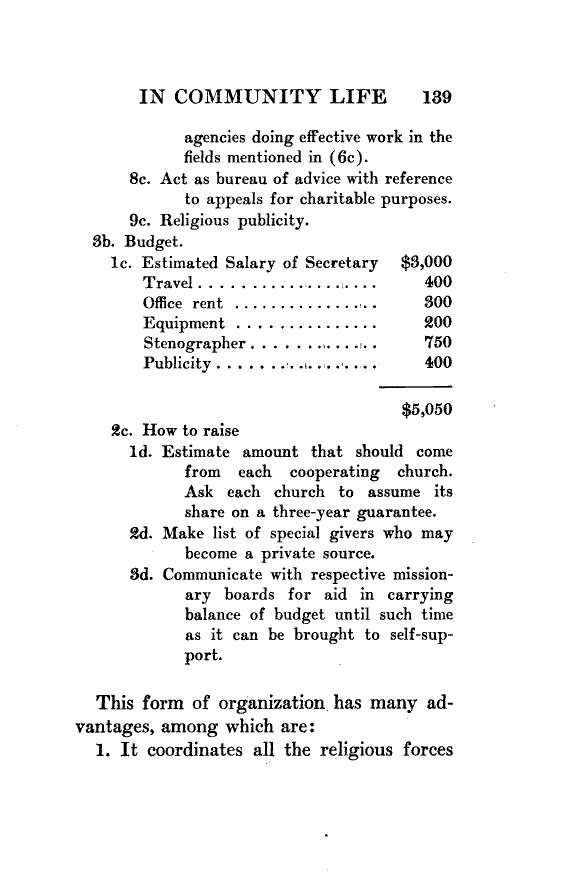 IN COMMUNITY LIFE 139
agencies doing effective work in the
fields mentioned in (6c).
8c. Act as bureau of advice with reference
to appeals for charitable purposes.
9c. Religious publicity.
3b. Budget.
1c. Estimated Salary of Secretary $3,000
Travel . . . . . . . . . . . . . . . . . 400
Office rent . . . . . . . . . . . . . . . 300
Equipment . . . . . . . . . . . . . . 200
Stenographer . . . . . . . . . . . . . 750
Publicity . . . . . . . . . . . . . . . . 400
$5,050
2c. How to raise
1d. Estimate amount that should come
from each cooperating church.
Ask each church to assume its
share on a three-year guarantee.
2d. Make list of special givers who may
become a private source.
3d. Communicate with respective mission-
ary boards for aid in carrying
balance of budget until such time
as it can be brought to self-sup-
port.
This form of organization has many ad-
vantages, among which are:
1. It coordinates all the religious forces